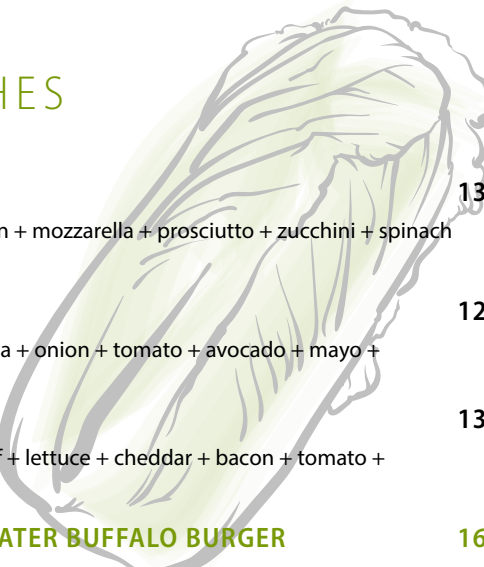 HES
13
n + mozzarella + prosciutto + zucchini + spinach
12
a + onion + tomato + avocado + mayo +
13
f + lettuce + cheddar + bacon + tomato +
ATER BUFFALO BURGER 16